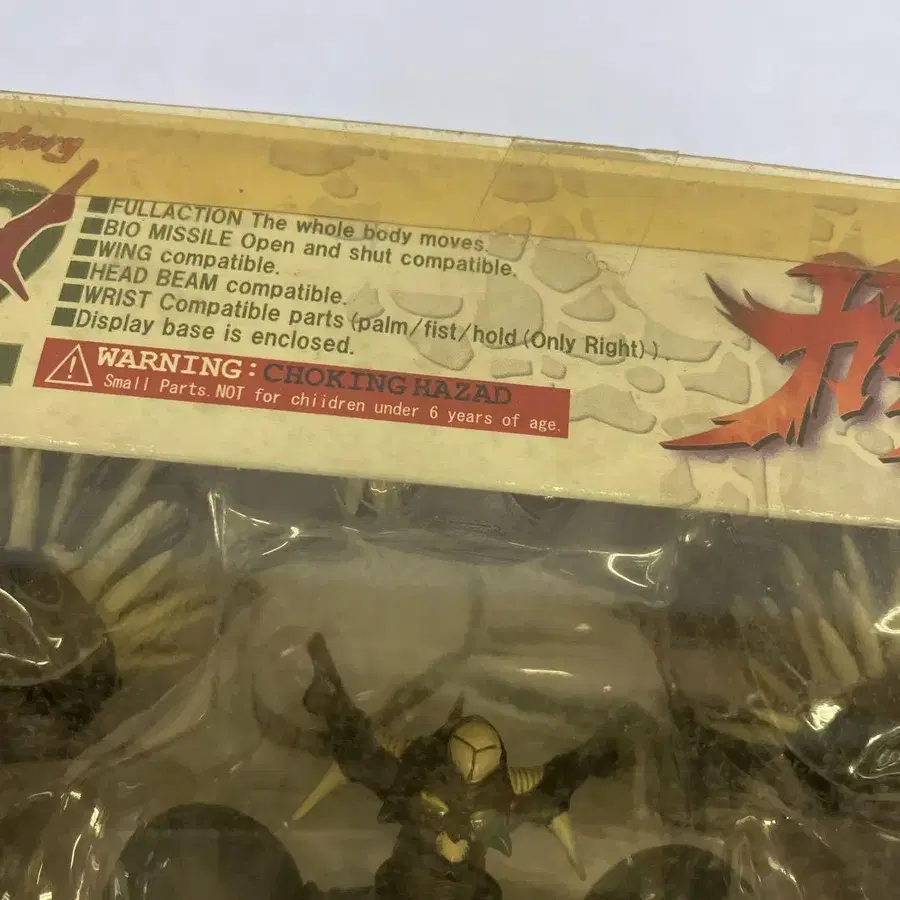 ■FULLACTION The whole body moves.
■BIO MISSILE Open and shut compatible.
■WING compatible.
■HEAD BEAM compatible.
■WRIST Compatible parts (palm/fist/hold (Only Right)).
■Display base is enclosed.
WARNING: CHOKING HAZAD
Small Parts. NOT for chiidren under 6 years of age.